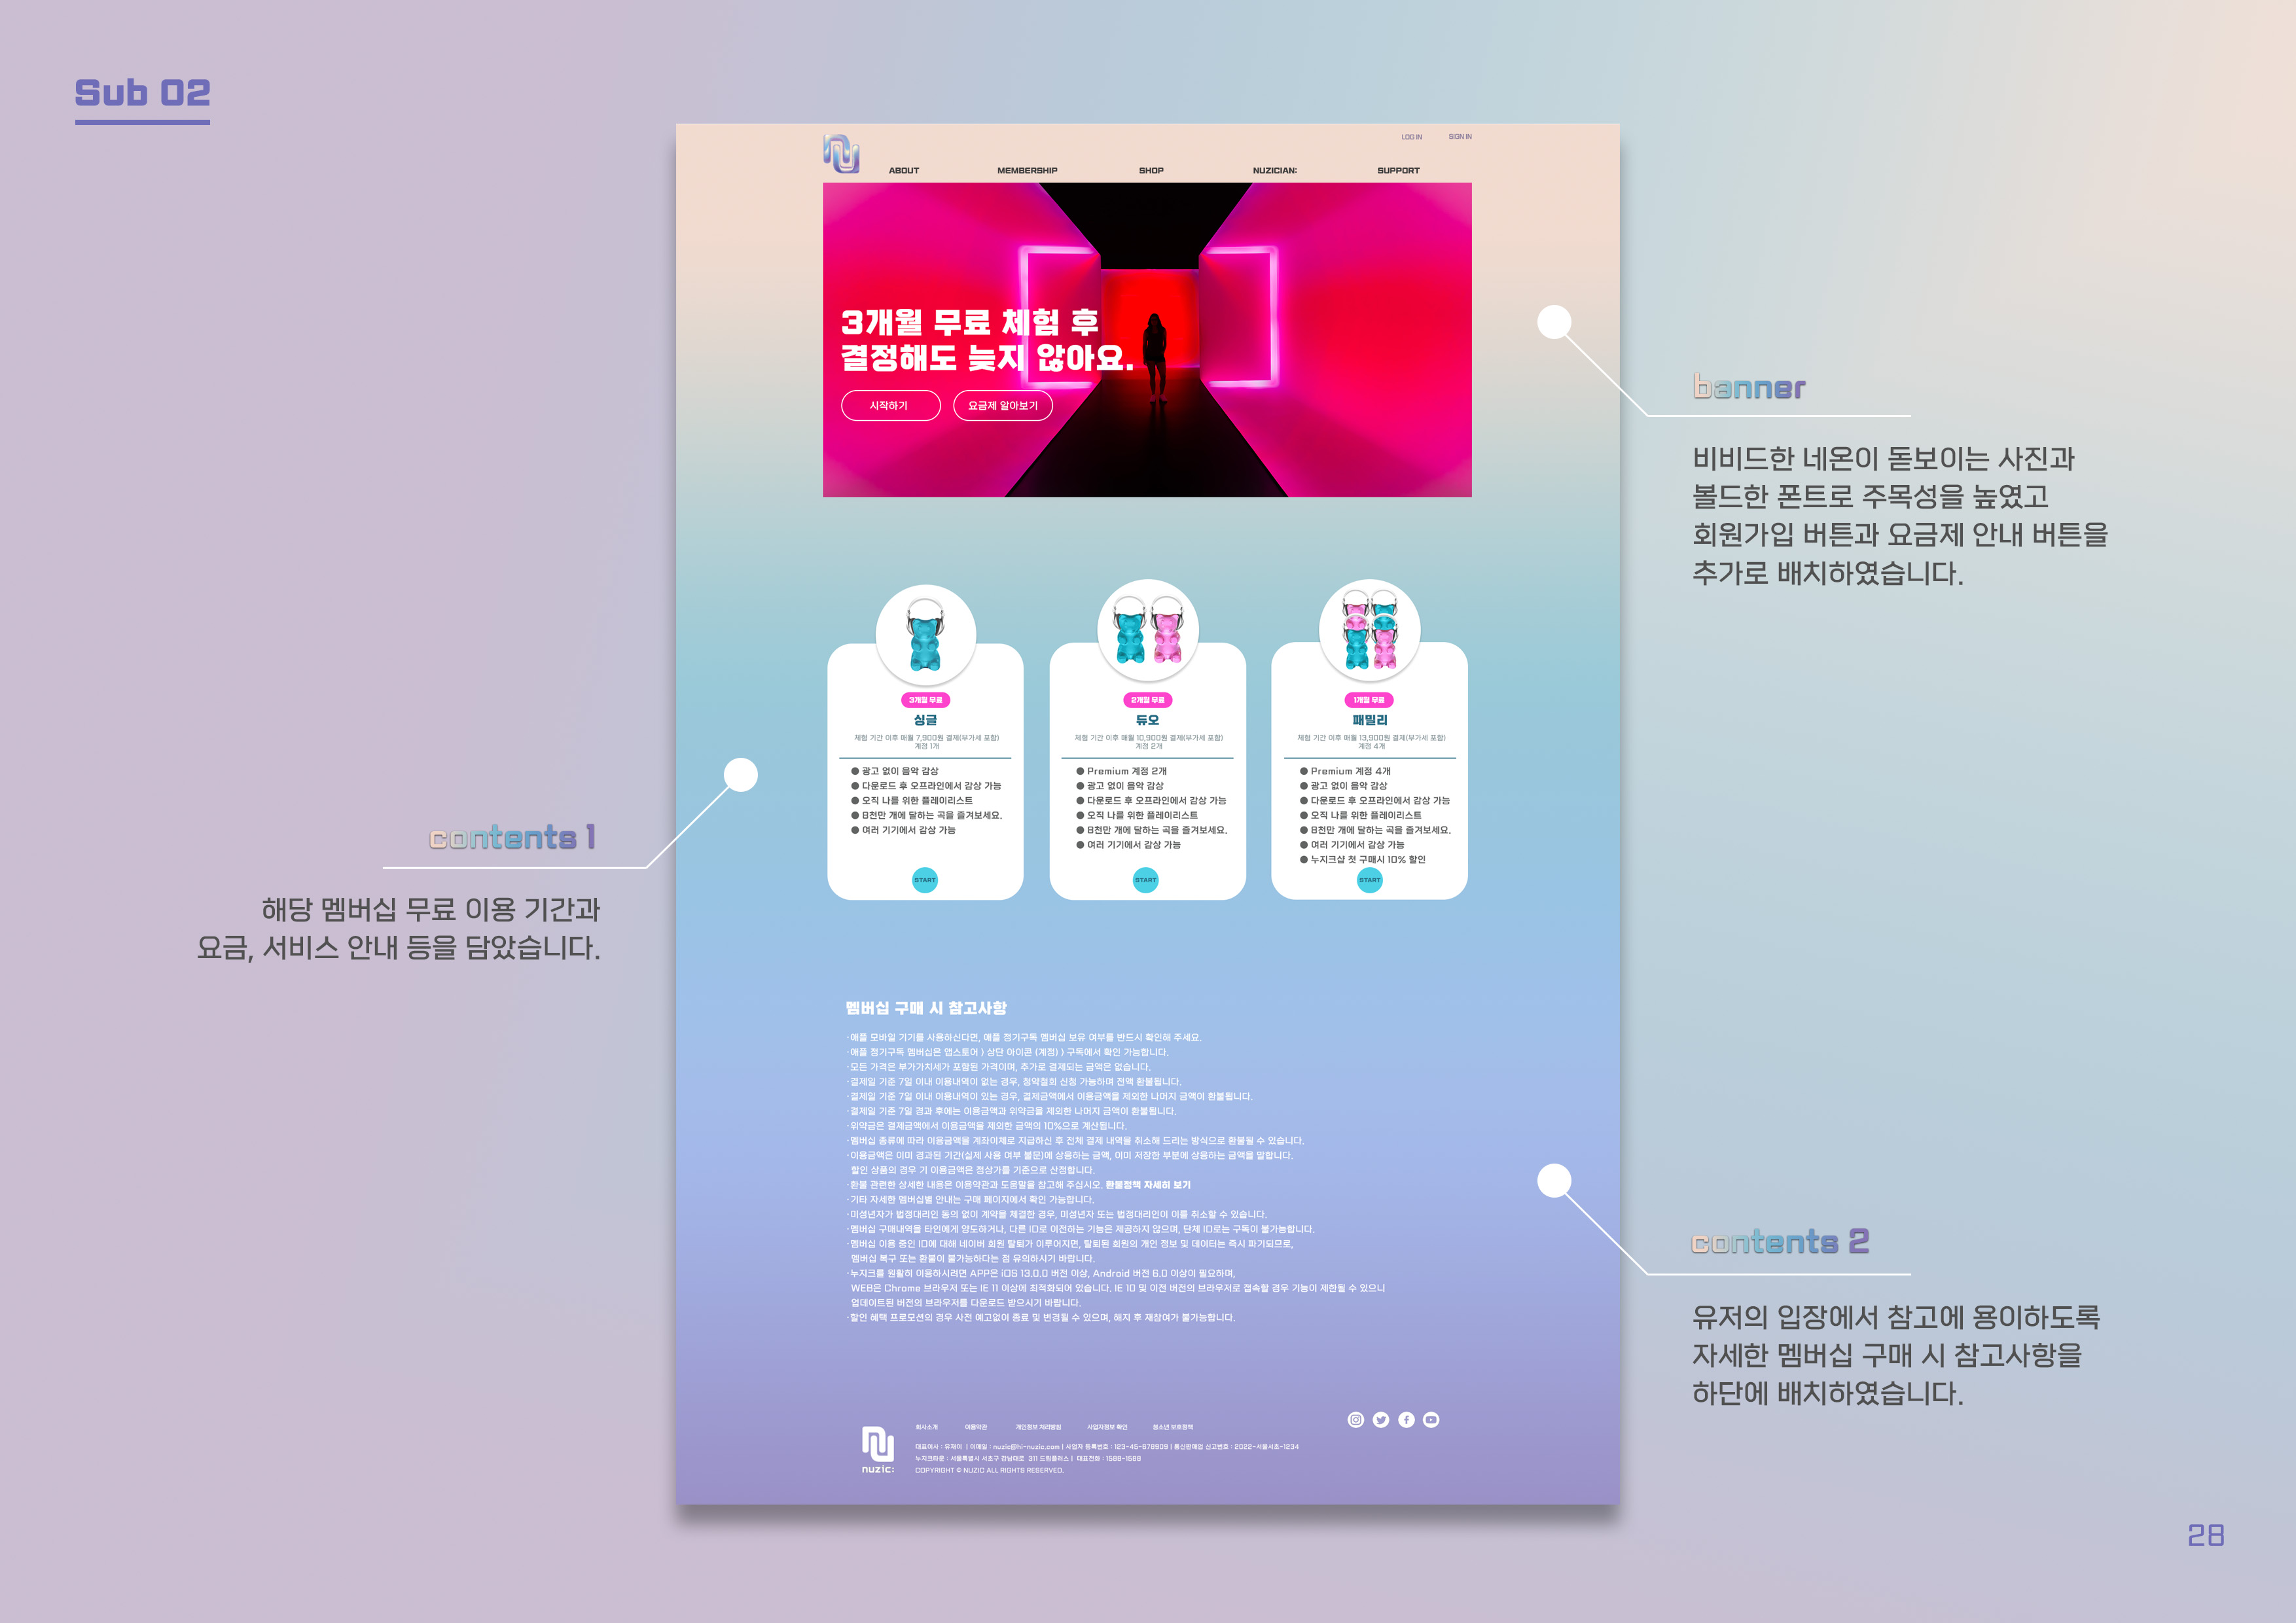 Sub 02
LOG IN
SIGN IN
ABOUT
MEMBERSHIP
SHOP
NUZICIAN:
SUPPORT
3개월 무료 체험 후
결정해도 늦지 않아요.
시작하기
요금제 알아보기
banner
비비드한 네온이 돋보이는 사진과
볼드한 폰트로 주목성을 높였고
회원가입 버튼과 요금제 안내 버튼을
추가로 배치하였습니다.
3개월 무료
싱글
체험 기간 이후 매월 7,900원 결제(부가세 포함)
계정 1개
● 광고 없이 음악 감상
● 다운로드 후 오프라인에서 감상 가능
● 오직 나를 위한 플레이리스트
● 8천만 개에 달하는 곡을 즐겨보세요.
● 여러 기기에서 감상 가능
START
2개월 무료
듀오
체험 기간 이후 매월 10,900원 결제(부가세 포함)
계정 2개
● Premium 계정 2개
● 광고 없이 음악 감상
● 다운로드 후 오프라인에서 감상 가능
● 오직 나를 위한 플레이리스트
● 8천만 개에 달하는 곡을 즐겨보세요.
● 여러 기기에서 감상 가능
START
1개월 무료
패밀리
체험 기간 이후 매월 13,900원 결제(부가세 포함)
계정 4개
● Premium 계정 4개
● 광고 없이 음악 감상
● 다운로드 후 오프라인에서 감상 가능
● 오직 나를 위한 플레이리스트
● 8천만 개에 달하는 곡을 즐겨보세요.
● 여러 기기에서 감상 가능
● 누지크샵 첫 구매시 10% 할인
START
contents 1
해당 멤버십 무료 이용 기간과
요금, 서비스 안내 등을 담았습니다.
멤버십 구매 시 참고사항
·애플 모바일 기기를 사용하신다면, 애플 정기구독 멤버십 보유 여부를 반드시 확인해 주세요.
·애플 정기구독 멤버십은 앱스토어 > 상단 아이콘 (계정) > 구독에서 확인 가능합니다.
·모든 가격은 부가가치세가 포함된 가격이며, 추가로 결제되는 금액은 없습니다.
·결제일 기준 7일 이내 이용내역이 없는 경우, 청약철회 신청 가능하며 전액 환불됩니다.
·결제일 기준 7일 이내 이용내역이 있는 경우, 결제금액에서 이용금액을 제외한 나머지 금액이 환불됩니다.
·결제일 기준 7일 경과 후에는 이용금액과 위약금을 제외한 나머지 금액이 환불됩니다.
·위약금은 결제금액에서 이용금액을 제외한 금액의 10%으로 계산됩니다.
·멤버십 종류에 따라 이용금액을 계좌이체로 지급하신 후 전체 결제 내역을 취소해 드리는 방식으로 환불될 수 있습니다.
·이용금액은 이미 경과된 기간(실제 사용 여부 불문)에 상응하는 금액, 이미 저장한 부분에 상응하는 금액을 말합니다.
할인 상품의 경우 기 이용금액은 정상가를 기준으로 산정합니다.
·환불 관련한 상세한 내용은 이용약관과 도움말을 참고해 주십시오. 환불정책 자세히 보기
·기타 자세한 멤버십별 안내는 구매 페이지에서 확인 가능합니다.
·미성년자가 법정대리인 동의 없이 계약을 체결한 경우, 미성년자 또는 법정대리인이 이를 취소할 수 있습니다.
·멤버십 구매내역을 타인에게 양도하거나, 다른 ID로 이전하는 기능은 제공하지 않으며, 단체 ID로는 구독이 불가능합니다.
·멤버십 이용 중인 ID에 대해 네이버 회원 탈퇴가 이루어지면, 탈퇴된 회원의 개인 정보 및 데이터는 즉시 파기되므로,
멤버십 복구 또는 환불이 불가능하다는 점 유의하시기 바랍니다.
·누지크를 원활히 이용하시려면 APP은 iOS 13.0.0 버전 이상, Android 버전 6.0 이상이 필요하며,
WEB은 Chrome 브라우저 또는 IE 11 이상에 최적화되어 있습니다. IE 10 및 이전 버전의 브라우저로 접속할 경우 기능이 제한될 수 있으니
업데이트된 버전의 브라우저를 다운로드 받으시기 바랍니다.
·할인 혜택 프로모션의 경우 사전 예고없이 종료 및 변경될 수 있으며, 해지 후 재참여가 불가능합니다.
contents 2
유저의 입장에서 참고에 용이하도록
자세한 멤버십 구매 시 참고사항을
하단에 배치하였습니다.
nuzic:
회사소개
이용약관
개인정보 처리방침
사업자정보 확인
청소년 보호정책
대표이사 : 유재이 | 이메일 : nuzic@hi-nuzic.com | 사업자 등록번호 : 123-45-678909 | 통신판매업 신고번호 : 2022-서울서초-1234
누지크타운 : 서울특별시 서초구 강남대로 311 드림플러스 | 대표전화 : 1588-1588
COPYRIGHT © NUZIC ALL RIGHTS RESERVED.
28